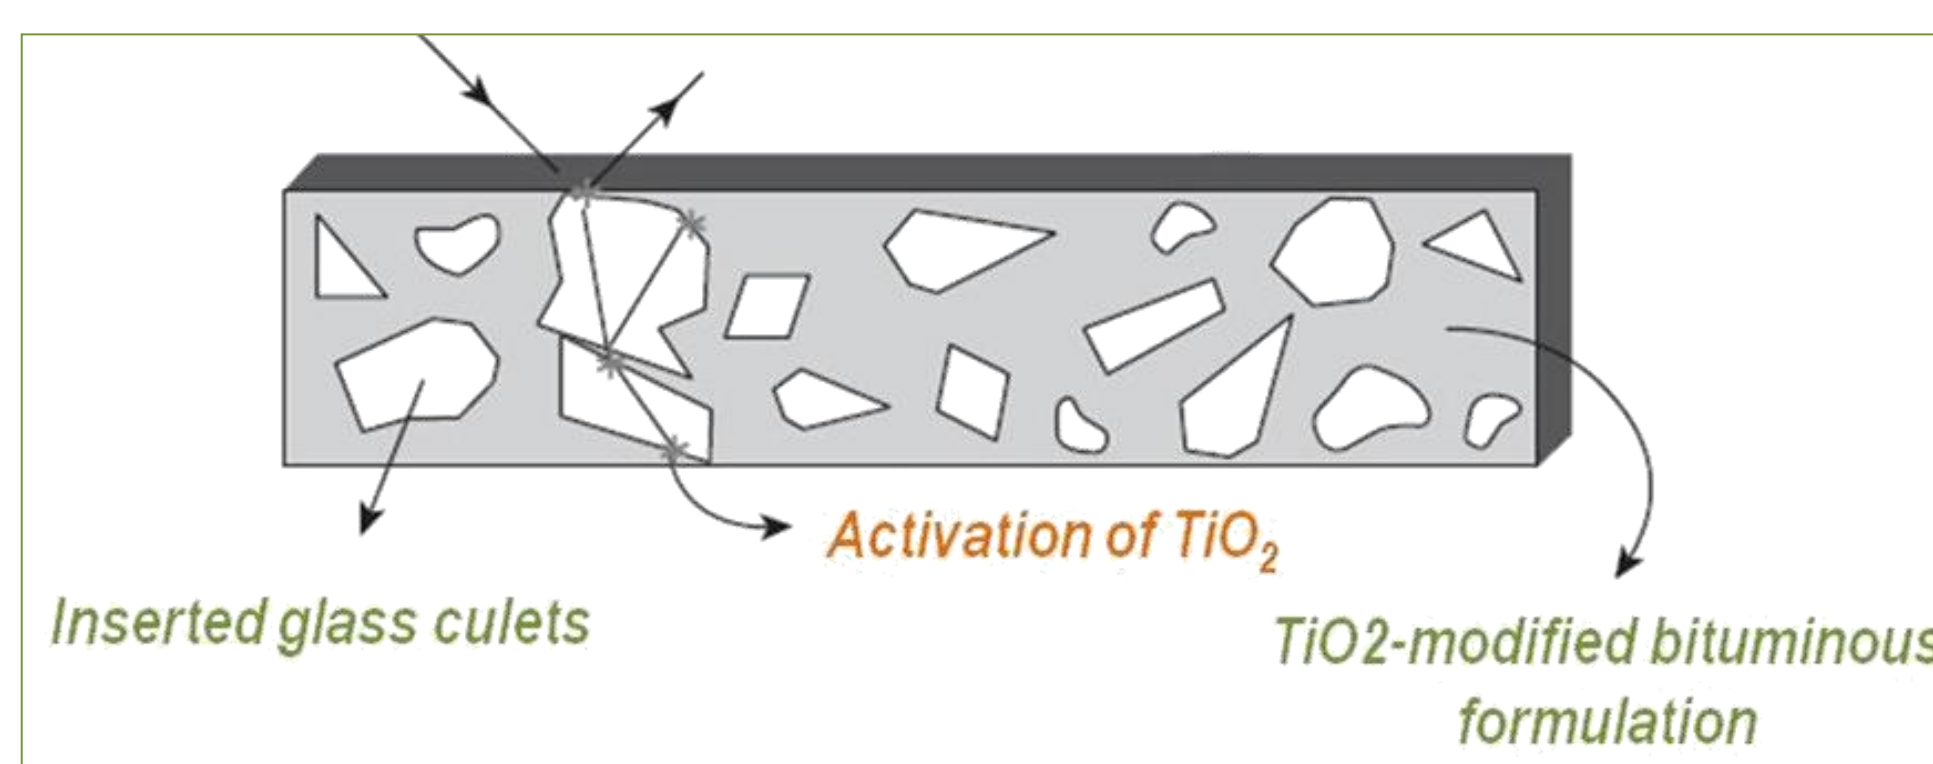 Activation of TiO₂
Inserted glass culets
TiO2-modified bituminous
formulation